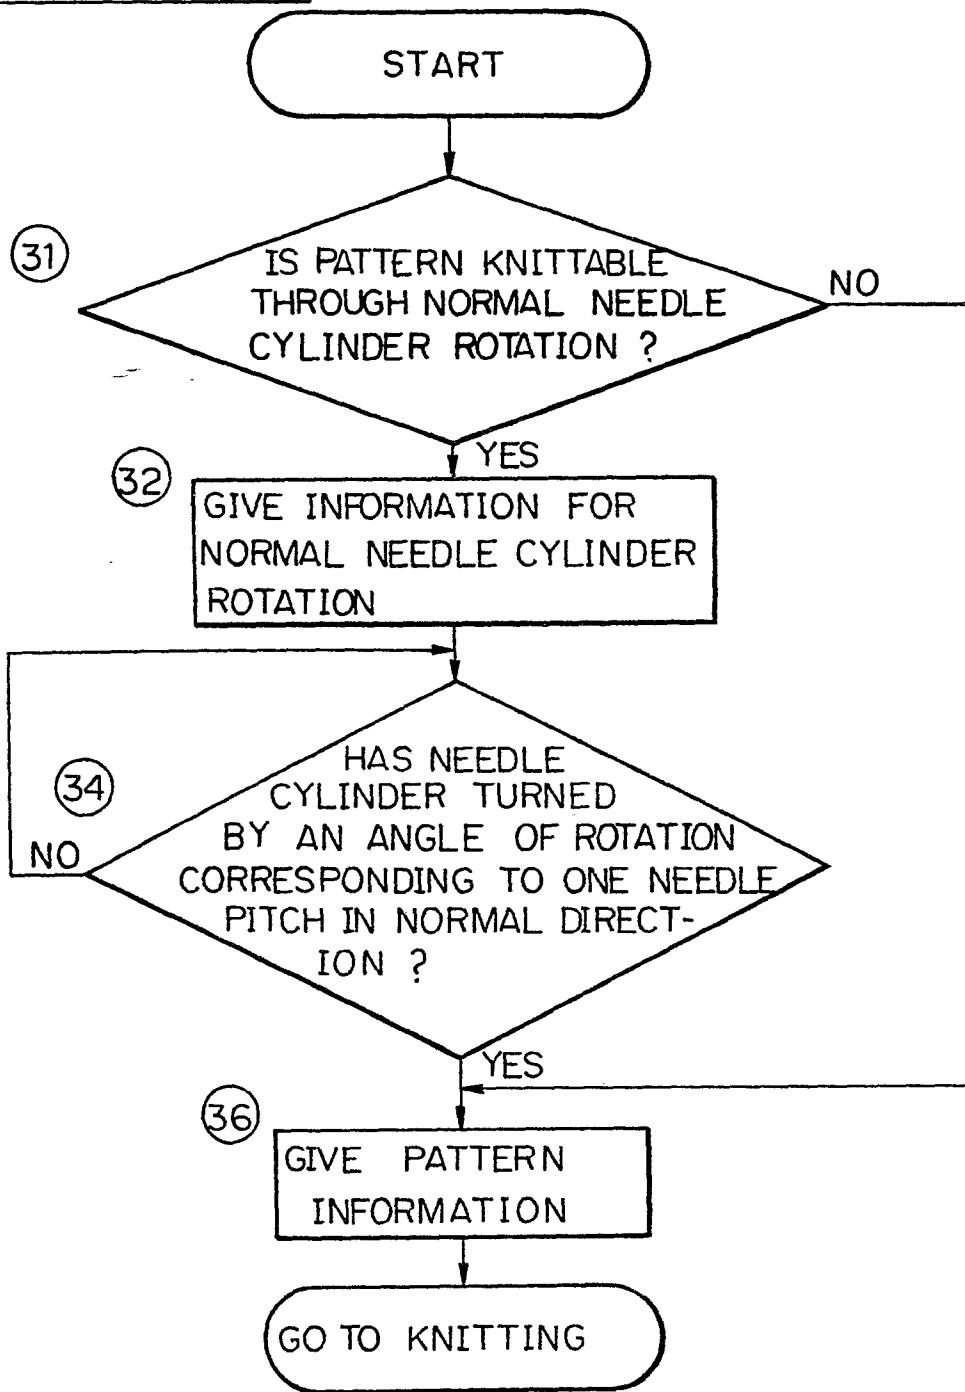 START
31
IS PATTERN KNITTABLE
THROUGH NORMAL NEEDLE
CYLINDER ROTATION ?
NO
YES
32
GIVE INFORMATION FOR
NORMAL NEEDLE CYLINDER
ROTATION
34
HAS NEEDLE
CYLINDER TURNED
BY AN ANGLE OF ROTATION
CORRESPONDING TO ONE NEEDLE
PITCH IN NORMAL DIRECT-
ION ?
NO
YES
36
GIVE PATTERN
INFORMATION
GO TO KNITTING